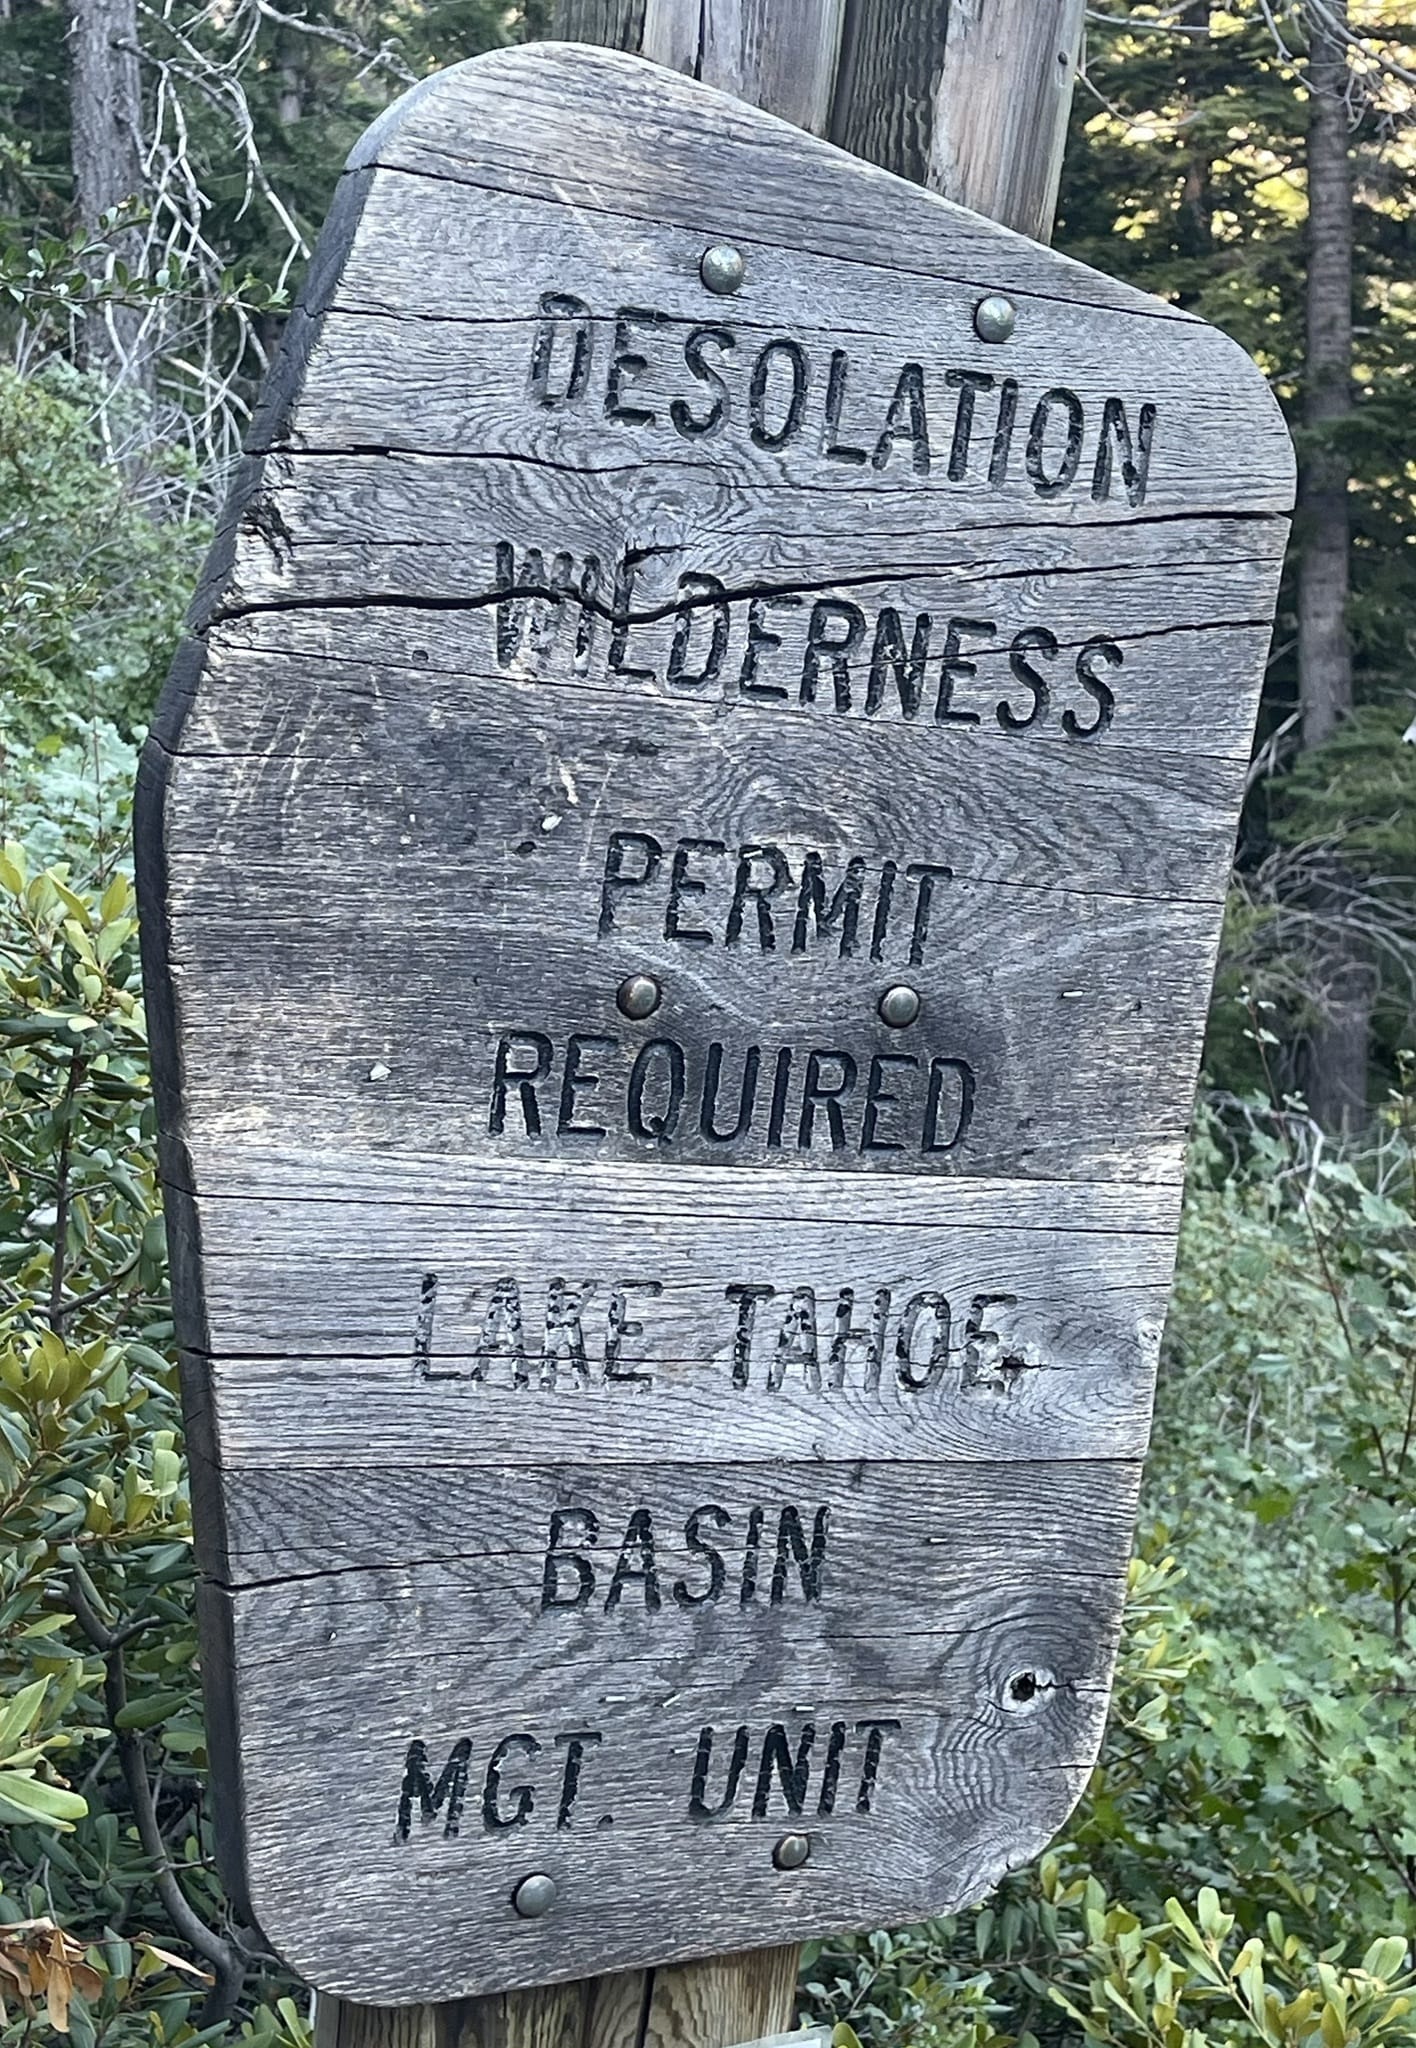 DESOLATION
WILDERNESS
PERMIT
REQUIRED
LAKE TAHOE
BASIN
MGT. UNIT